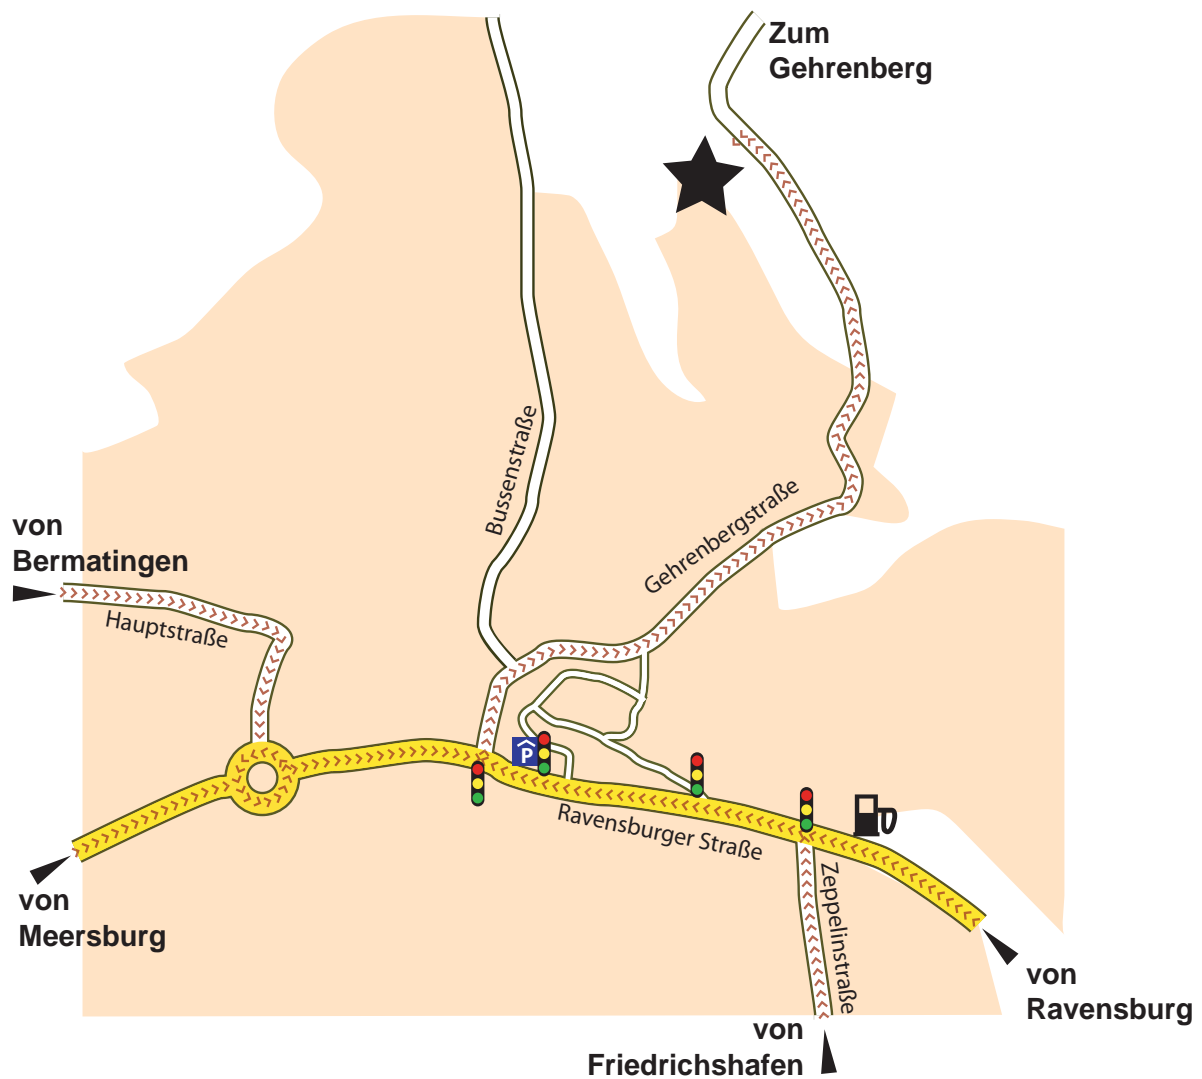 Zum
Gehrenberg
Bussenstraße
Gehrenbergstraße
von
Bermatingen
Hauptstraße
P
Ravensburger Straße
Zeppelinstraße
von
Meersburg
von
Ravensburg
von
Friedrichshafen